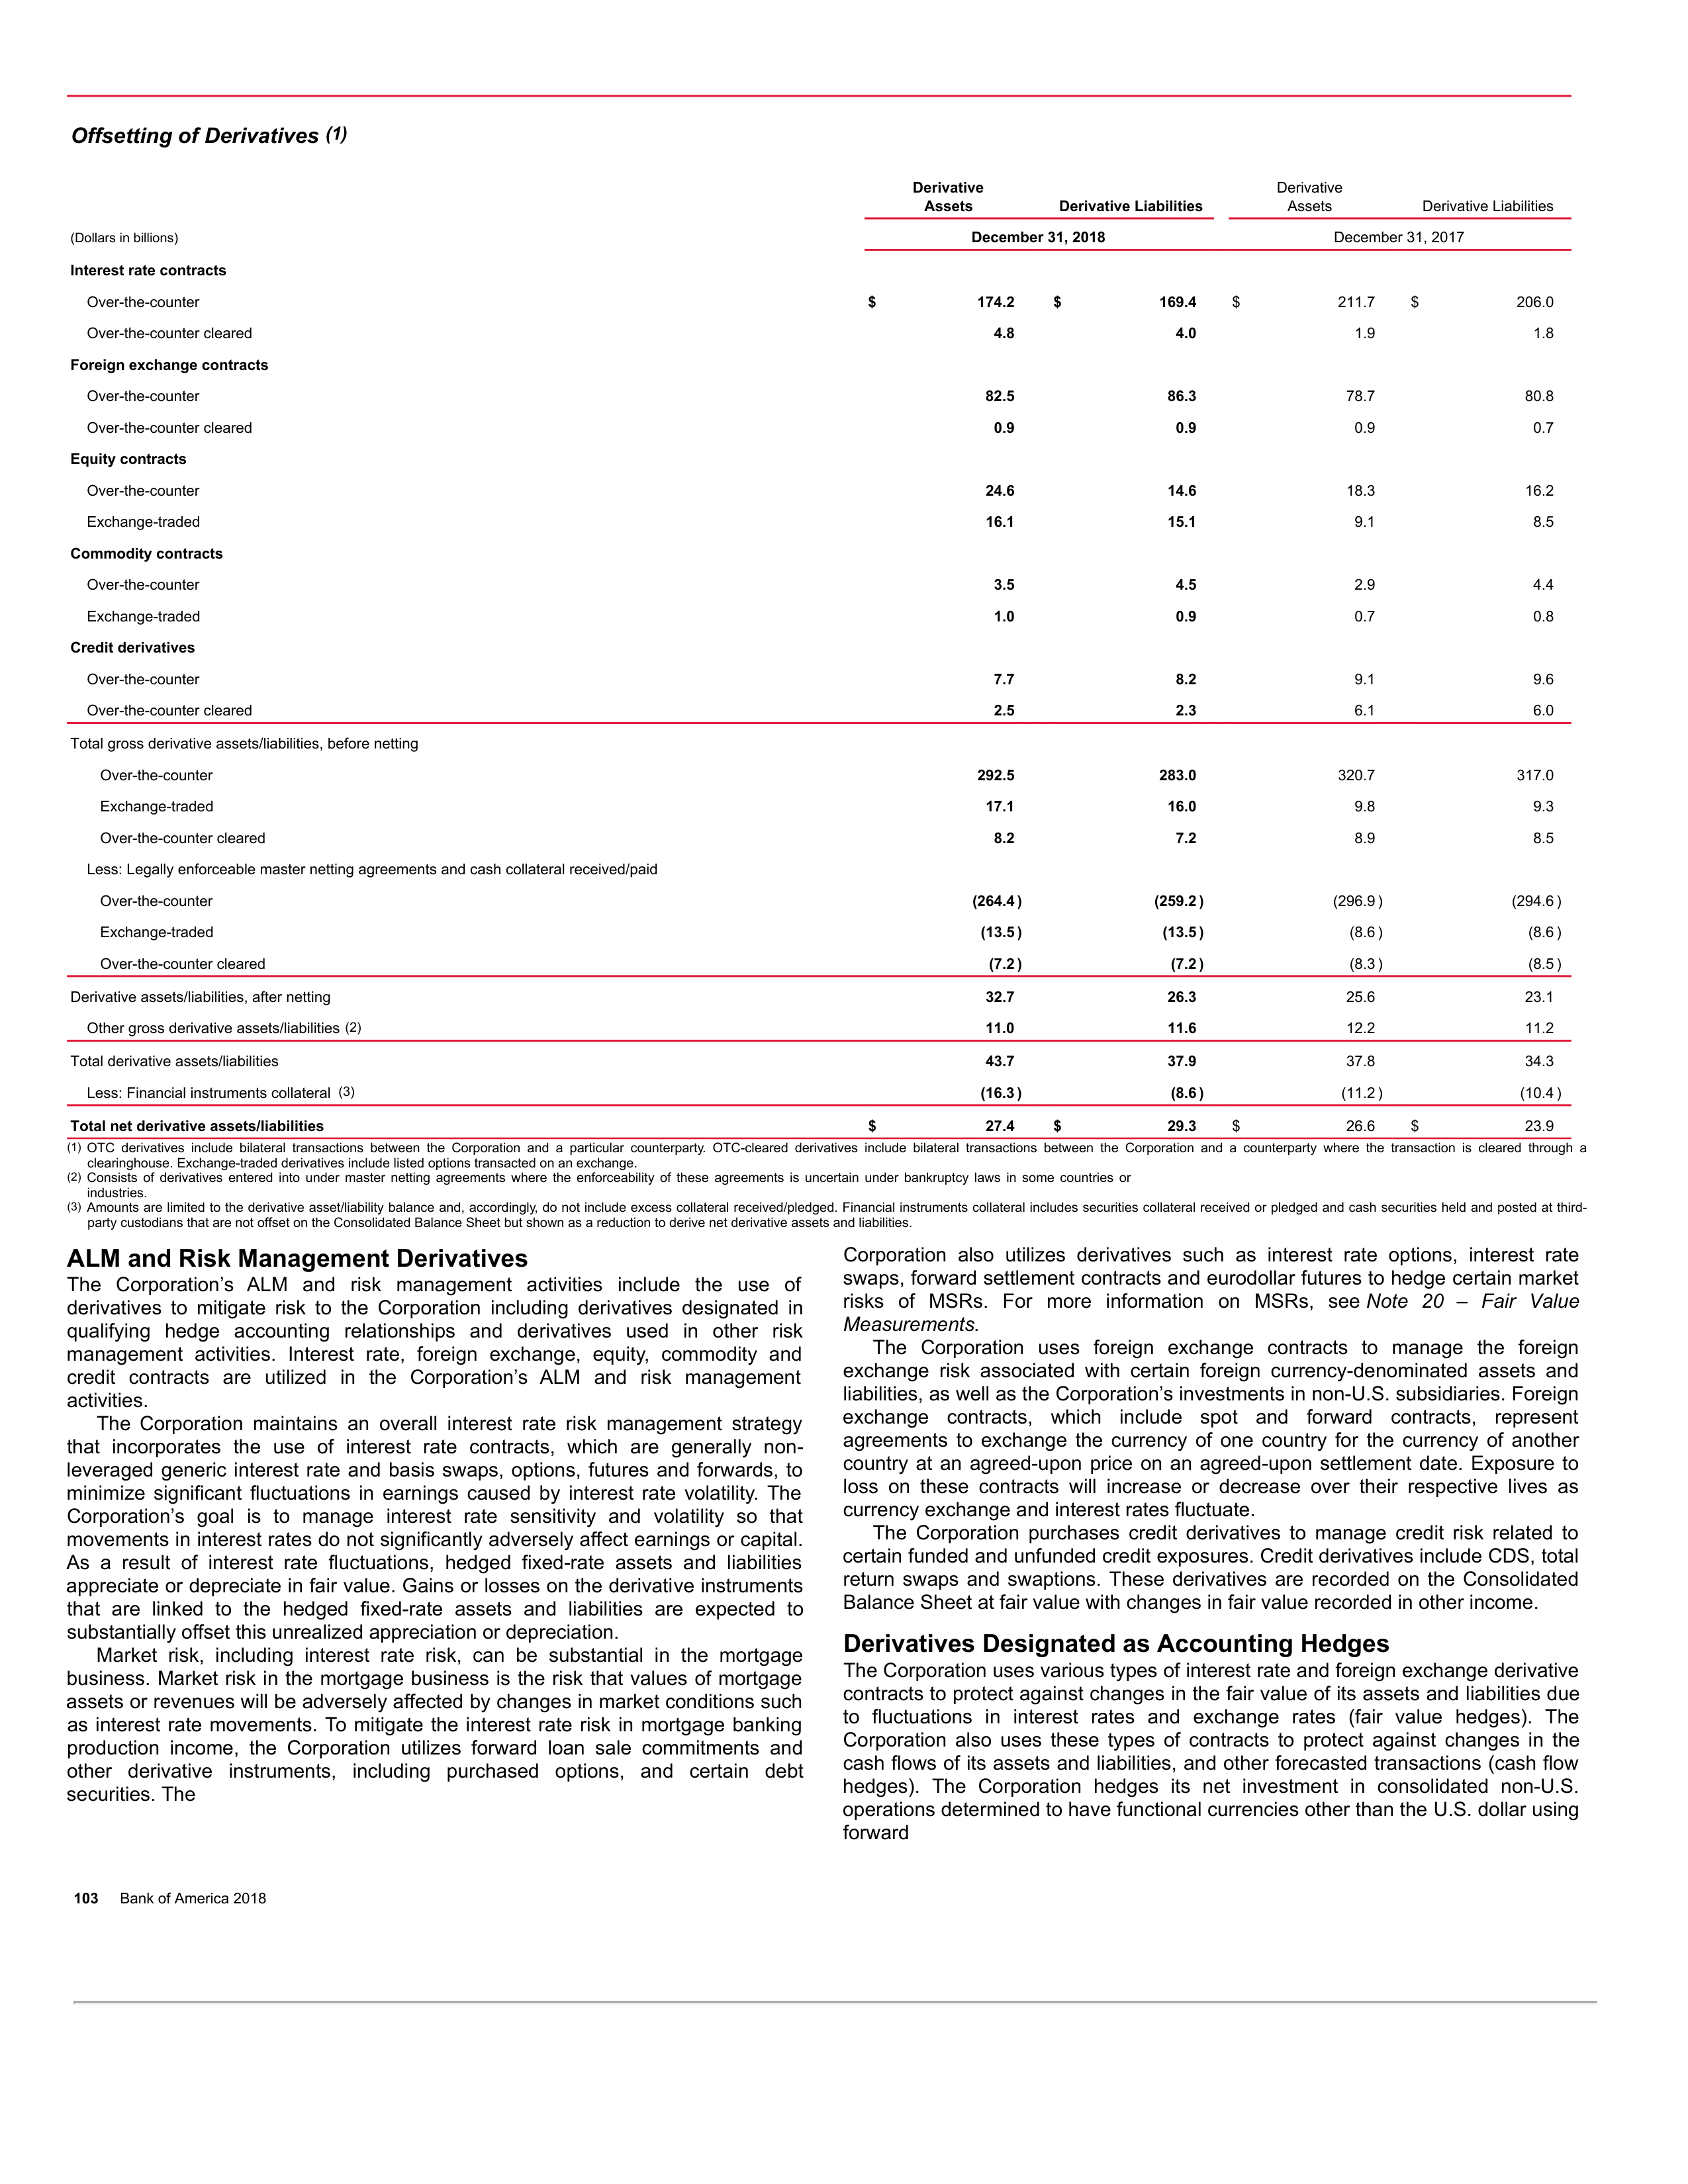 Offsetting of Derivatives (1)
Derivative Assets Derivative Liabilities Derivative Assets Derivative Liabilities
(Dollars in billions) December 31, 2018 December 31, 2017
Interest rate contracts
Over-the-counter $ 174.2 $ 169.4 $ 211.7 $ 206.0
Over-the-counter cleared 4.8 4.0 1.9 1.8
Foreign exchange contracts
Over-the-counter 82.5 86.3 78.7 80.8
Over-the-counter cleared 0.9 0.9 0.9 0.7
Equity contracts
Over-the-counter 24.6 14.6 18.3 16.2
Exchange-traded 16.1 15.1 9.1 8.5
Commodity contracts
Over-the-counter 3.5 4.5 2.9 4.4
Exchange-traded 1.0 0.9 0.7 0.8
Credit derivatives
Over-the-counter 7.7 8.2 9.1 9.6
Over-the-counter cleared 2.5 2.3 6.1 6.0
Total gross derivative assets/liabilities, before netting
Over-the-counter 292.5 283.0 320.7 317.0
Exchange-traded 17.1 16.0 9.8 9.3
Over-the-counter cleared 8.2 7.2 8.9 8.5
Less: Legally enforceable master netting agreements and cash collateral received/paid
Over-the-counter (264.4) (259.2) (296.9) (294.6)
Exchange-traded (13.5) (13.5) (8.6) (8.6)
Over-the-counter cleared (7.2) (7.2) (8.3) (8.5)
Derivative assets/liabilities, after netting 32.7 26.3 25.6 23.1
Other gross derivative assets/liabilities (2) 11.0 11.6 12.2 11.2
Total derivative assets/liabilities 43.7 37.9 37.8 34.3
Less: Financial instruments collateral (3) (16.3) (8.6) (11.2) (10.4)
Total net derivative assets/liabilities $ 27.4 $ 29.3 $ 26.6 $ 23.9
(1) OTC derivatives include bilateral transactions between the Corporation and a particular counterparty. OTC-cleared derivatives include bilateral transactions between the Corporation and a counterparty where the transaction is cleared through a
clearinghouse. Exchange-traded derivatives include listed options transacted on an exchange.
(2) Consists of derivatives entered into under master netting agreements where the enforceability of these agreements is uncertain under bankruptcy laws in some countries or
industries.
(3) Amounts are limited to the derivative asset/liability balance and, accordingly, do not include excess collateral received/pledged. Financial instruments collateral includes securities collateral received or pledged and cash securities held and posted at third-
party custodians that are not offset on the Consolidated Balance Sheet but shown as a reduction to derive net derivative assets and liabilities.
ALM and Risk Management Derivatives
The Corporation's ALM and risk management activities include the use of
derivatives to mitigate risk to the Corporation including derivatives designated in
qualifying hedge accounting relationships and derivatives used in other risk
management activities. Interest rate, foreign exchange, equity, commodity and
credit contracts are utilized in the Corporation's ALM and risk management
activities.
The Corporation maintains an overall interest rate risk management strategy
that incorporates the use of interest rate contracts, which are generally non-
leveraged generic interest rate and basis swaps, options, futures and forwards, to
minimize significant fluctuations in earnings caused by interest rate volatility. The
Corporation's goal is to manage interest rate sensitivity and volatility so that
movements in interest rates do not significantly adversely affect earnings or capital.
As a result of interest rate fluctuations, hedged fixed-rate assets and liabilities
appreciate or depreciate in fair value. Gains or losses on the derivative instruments
that are linked to the hedged fixed-rate assets and liabilities are expected to
substantially offset this unrealized appreciation or depreciation.
Market risk, including interest rate risk, can be substantial in the mortgage
business. Market risk in the mortgage business is the risk that values of mortgage
assets or revenues will be adversely affected by changes in market conditions such
as interest rate movements. To mitigate the interest rate risk in mortgage banking
production income, the Corporation utilizes forward loan sale commitments and
other derivative instruments, including purchased options, and certain debt
securities. The
Corporation also utilizes derivatives such as interest rate options, interest rate
swaps, forward settlement contracts and eurodollar futures to hedge certain market
risks of MSRs. For more information on MSRs, see Note 20 – Fair Value
Measurements.
The Corporation uses foreign exchange contracts to manage the foreign
exchange risk associated with certain foreign currency-denominated assets and
liabilities, as well as the Corporation's investments in non-U.S. subsidiaries. Foreign
exchange contracts, which include spot and forward contracts, represent
agreements to exchange the currency of one country for the currency of another
country at an agreed-upon price on an agreed-upon settlement date. Exposure to
loss on these contracts will increase or decrease over their respective lives as
currency exchange and interest rates fluctuate.
The Corporation purchases credit derivatives to manage credit risk related to
certain funded and unfunded credit exposures. Credit derivatives include CDS, total
return swaps and swaptions. These derivatives are recorded on the Consolidated
Balance Sheet at fair value with changes in fair value recorded in other income.
Derivatives Designated as Accounting Hedges
The Corporation uses various types of interest rate and foreign exchange derivative
contracts to protect against changes in the fair value of its assets and liabilities due
to fluctuations in interest rates and exchange rates (fair value hedges). The
Corporation also uses these types of contracts to protect against changes in the
cash flows of its assets and liabilities, and other forecasted transactions (cash flow
hedges). The Corporation hedges its net investment in consolidated non-U.S.
operations determined to have functional currencies other than the U.S. dollar using
forward
103 Bank of America 2018